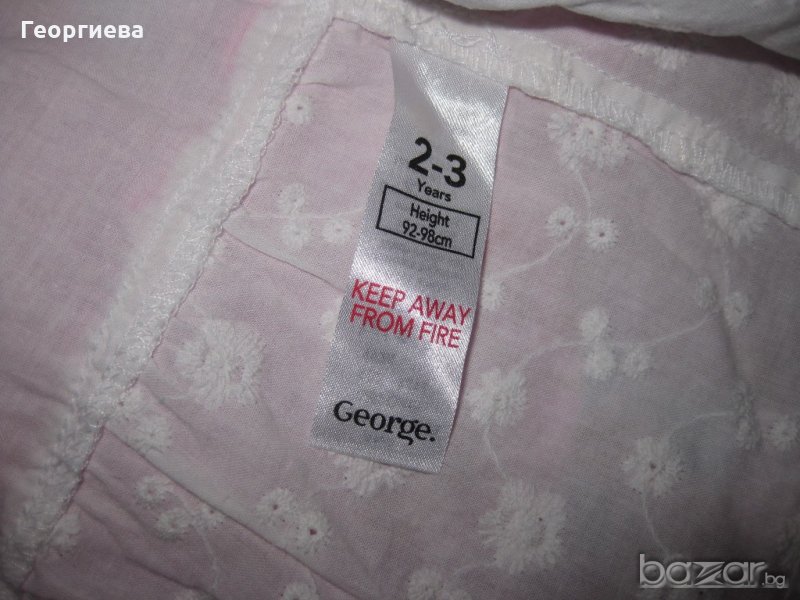 Георгиева
2-3
Years
Height
92-98cm
KEEP AWAY
FROM FIRE
George.
bazar.bg